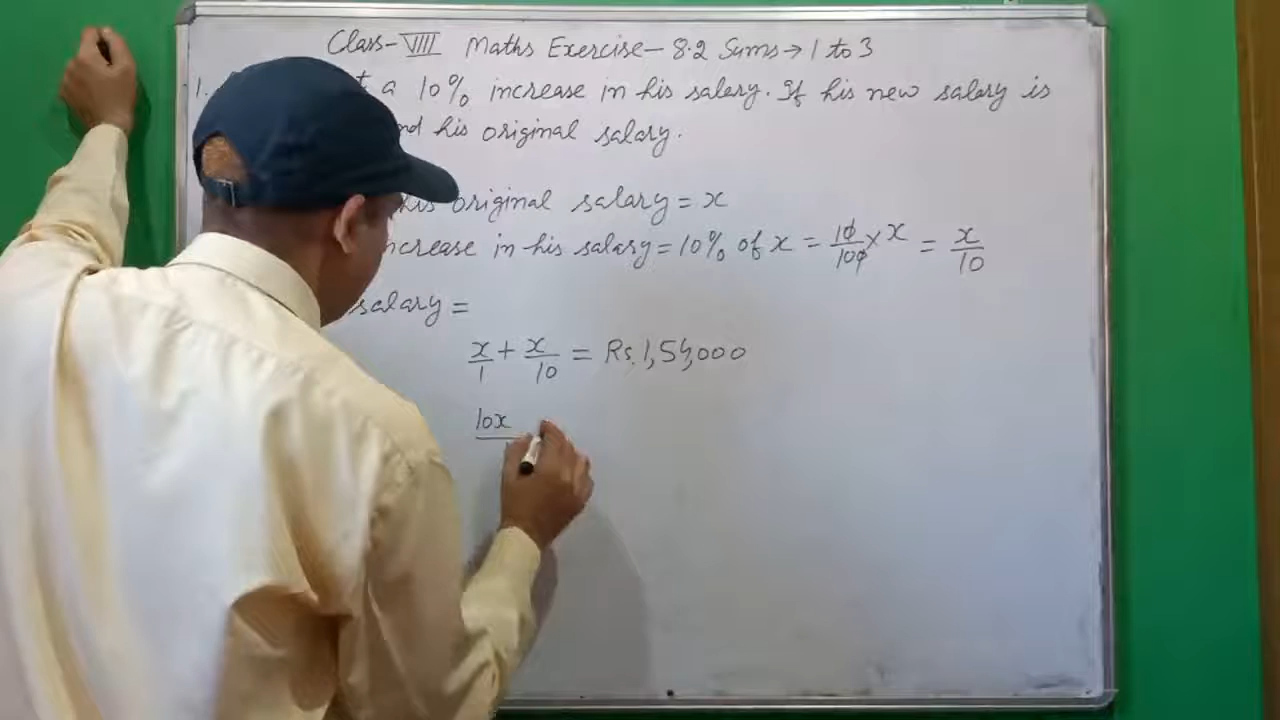 Class-VIII Maths Exercise-8.2 Sums→1 to 3
1. a 10% increase in his salary. If his new salary is
his original salary.
his original salary = x
increase in his salary = 10% of x = 10/100 × x = x/10
salary =
x/1 + x/10 = Rs. 1,54,000
10x